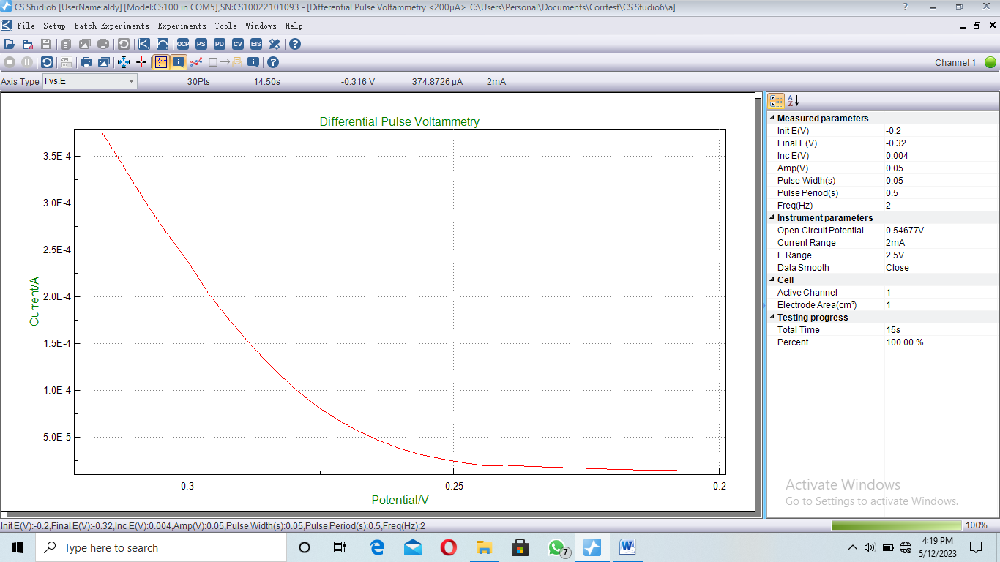 CS Studio6 [UserName:aldy] [Model:CS100 in COM5],SN:CS10022101093 - [Differential Pulse Voltammetry <200µA> C:\Users\Personal\Documents\Corrtest\CS Studio6\a]
File Setup Batch Experiments Experiments Tools Windows Help
OCP PS PD CV EIS
Channel 1
Axis Type I vs.E 30Pts 14.50s -0.316 V 374.8726 µA 2mA
Differential Pulse Voltammetry
3.5E-4
3.0E-4
2.5E-4
2.0E-4
1.5E-4
1.0E-4
5.0E-5
Current/A
-0.3 -0.25 -0.2
Potential/V
Measured parameters
Init E(V) -0.2
Final E(V) -0.32
Inc E(V) 0.004
Amp(V) 0.05
Pulse Width(s) 0.05
Pulse Period(s) 0.5
Freq(Hz) 2
Instrument parameters
Open Circuit Potential 0.54677V
Current Range 2mA
E Range 2.5V
Data Smooth Close
Cell
Active Channel 1
Electrode Area(cm²) 1
Testing progress
Total Time 15s
Percent 100.00 %
Activate Windows
Go to Settings to activate Windows.
Init E(V):-0.2,Final E(V):-0.32,Inc E(V):0.004,Amp(V):0.05,Pulse Width(s):0.05,Pulse Period(s):0.5,Freq(Hz):2
100%
Type here to search
7
4:19 PM
5/12/2023